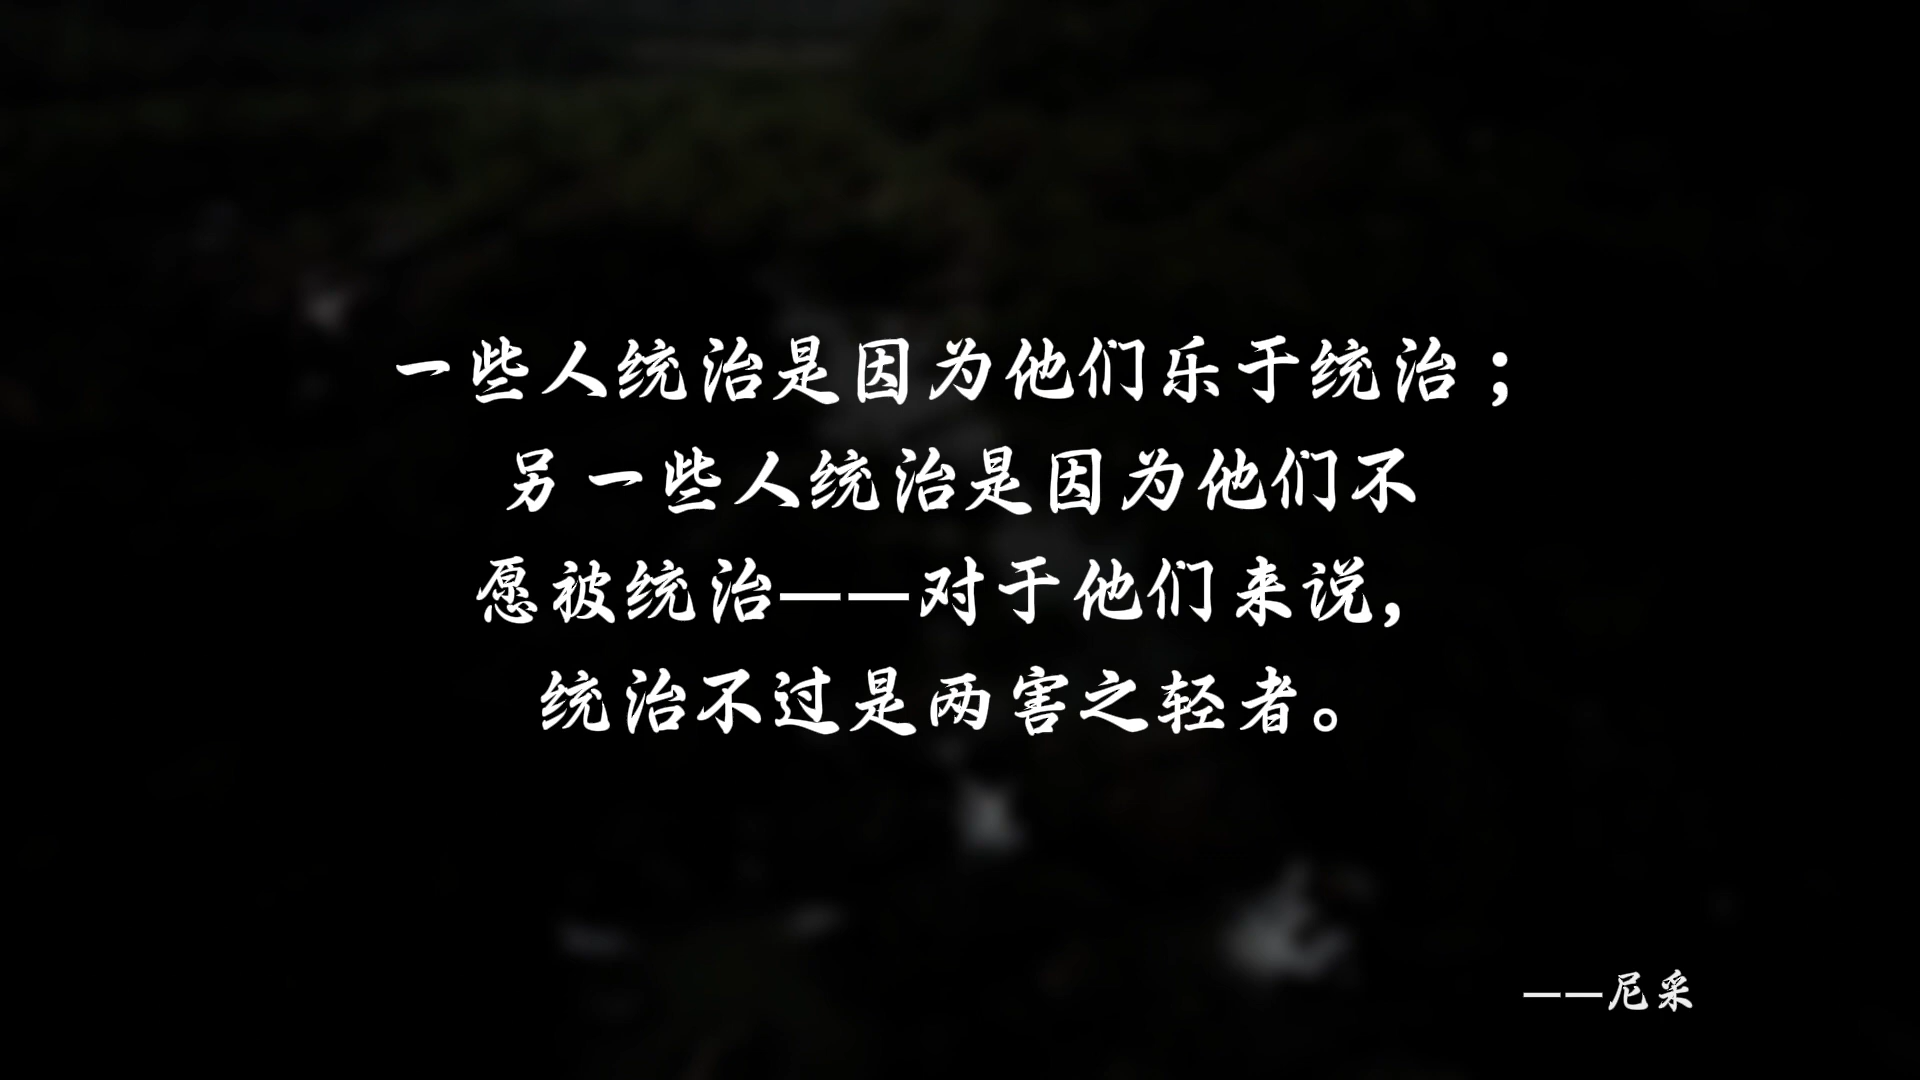 一些人统治是因为他们乐于统治；
另一些人统治是因为他们不
愿被统治——对于他们来说，
统治不过是两害之轻者。
——尼采